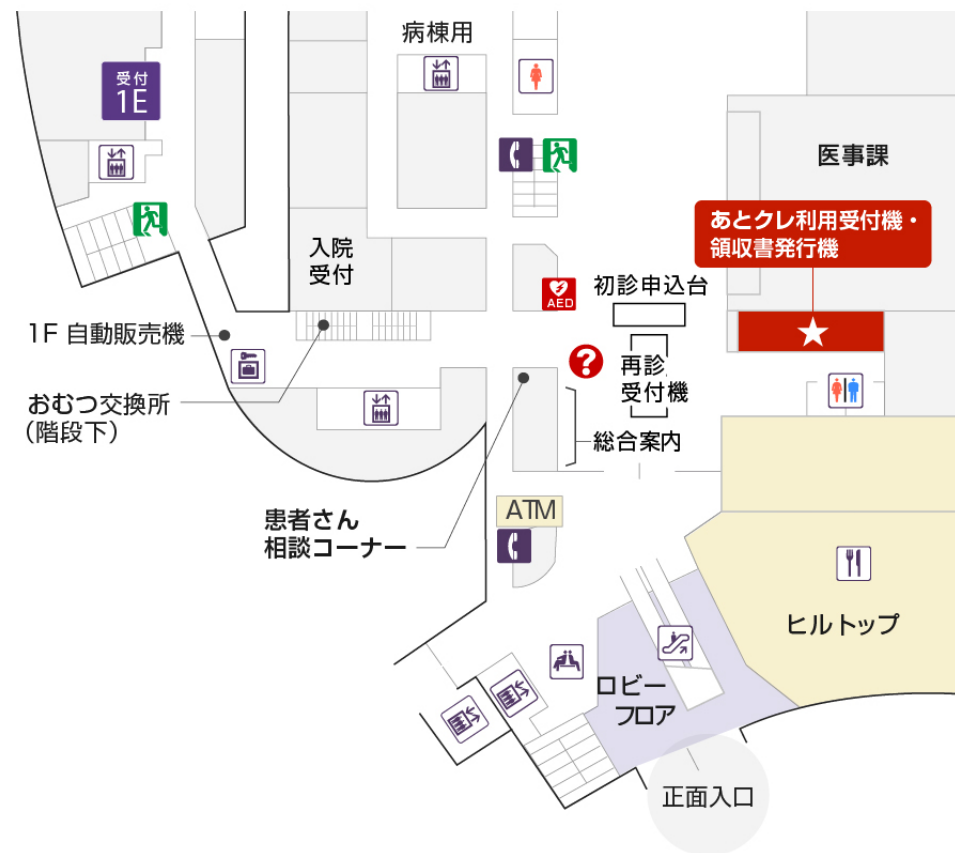 病棟用
受付
1E
医事課
あとクレ利用受付機・
領収書発行機
入院
受付
AED
初診申込台
1F 自動販売機
?
再診
受付機
おむつ交換所
（階段下）
総合案内
ATM
患者さん
相談コーナー
ヒルトップ
ロビー
フロア
正面入口